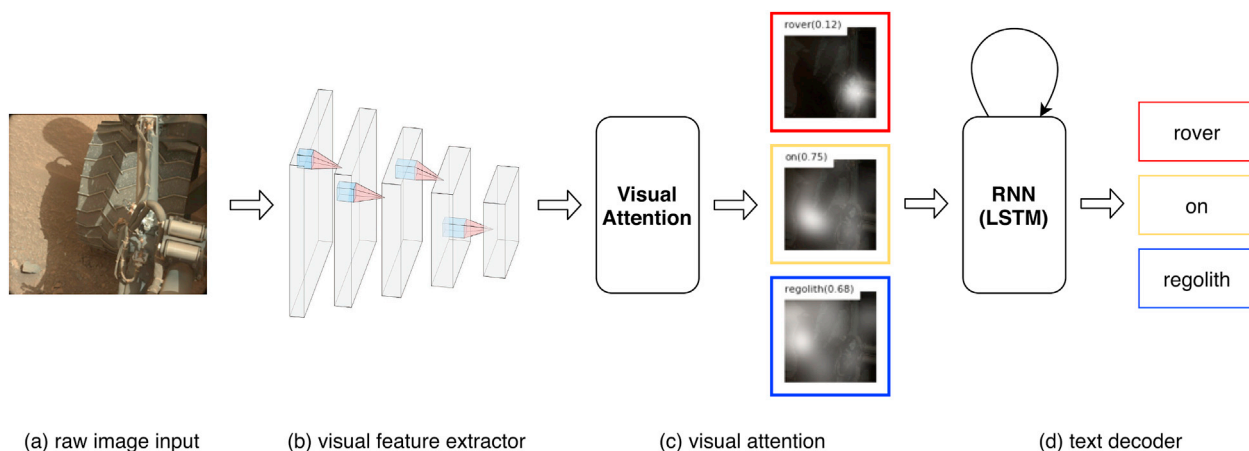 rover(0.12)
on(0.75)
regolith(0.68)
Visual
Attention
RNN
(LSTM)
rover
on
regolith
(a) raw image input
(b) visual feature extractor
(c) visual attention
(d) text decoder